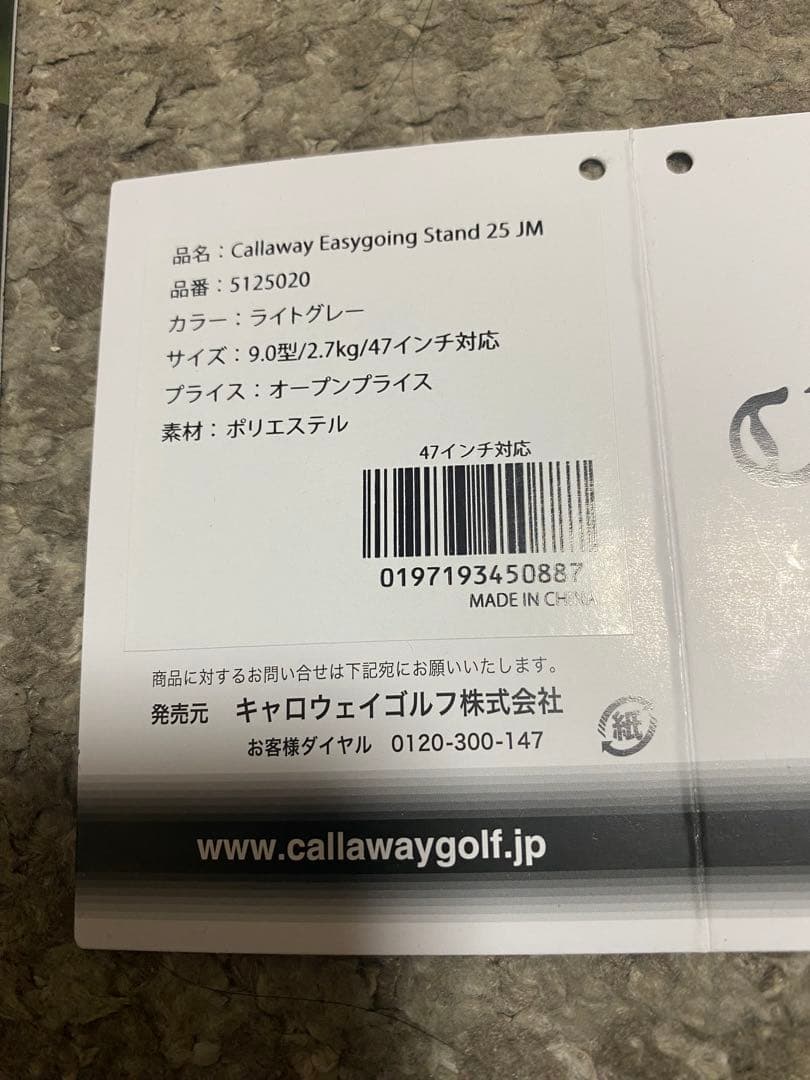 品名：Callaway Easygoing Stand 25 JM
品番：5125020
カラー：ライトグレー
サイズ：9.0型/2.7kg/47インチ対応
プライス：オープンプライス
素材：ポリエステル
47インチ対応
0197193450887
MADE IN CHINA
商品に対するお問い合せは下記宛にお願いいたします。
発売元 キャロウェイゴルフ株式会社
お客様ダイヤル 0120-300-147
紙
www.callawaygolf.jp